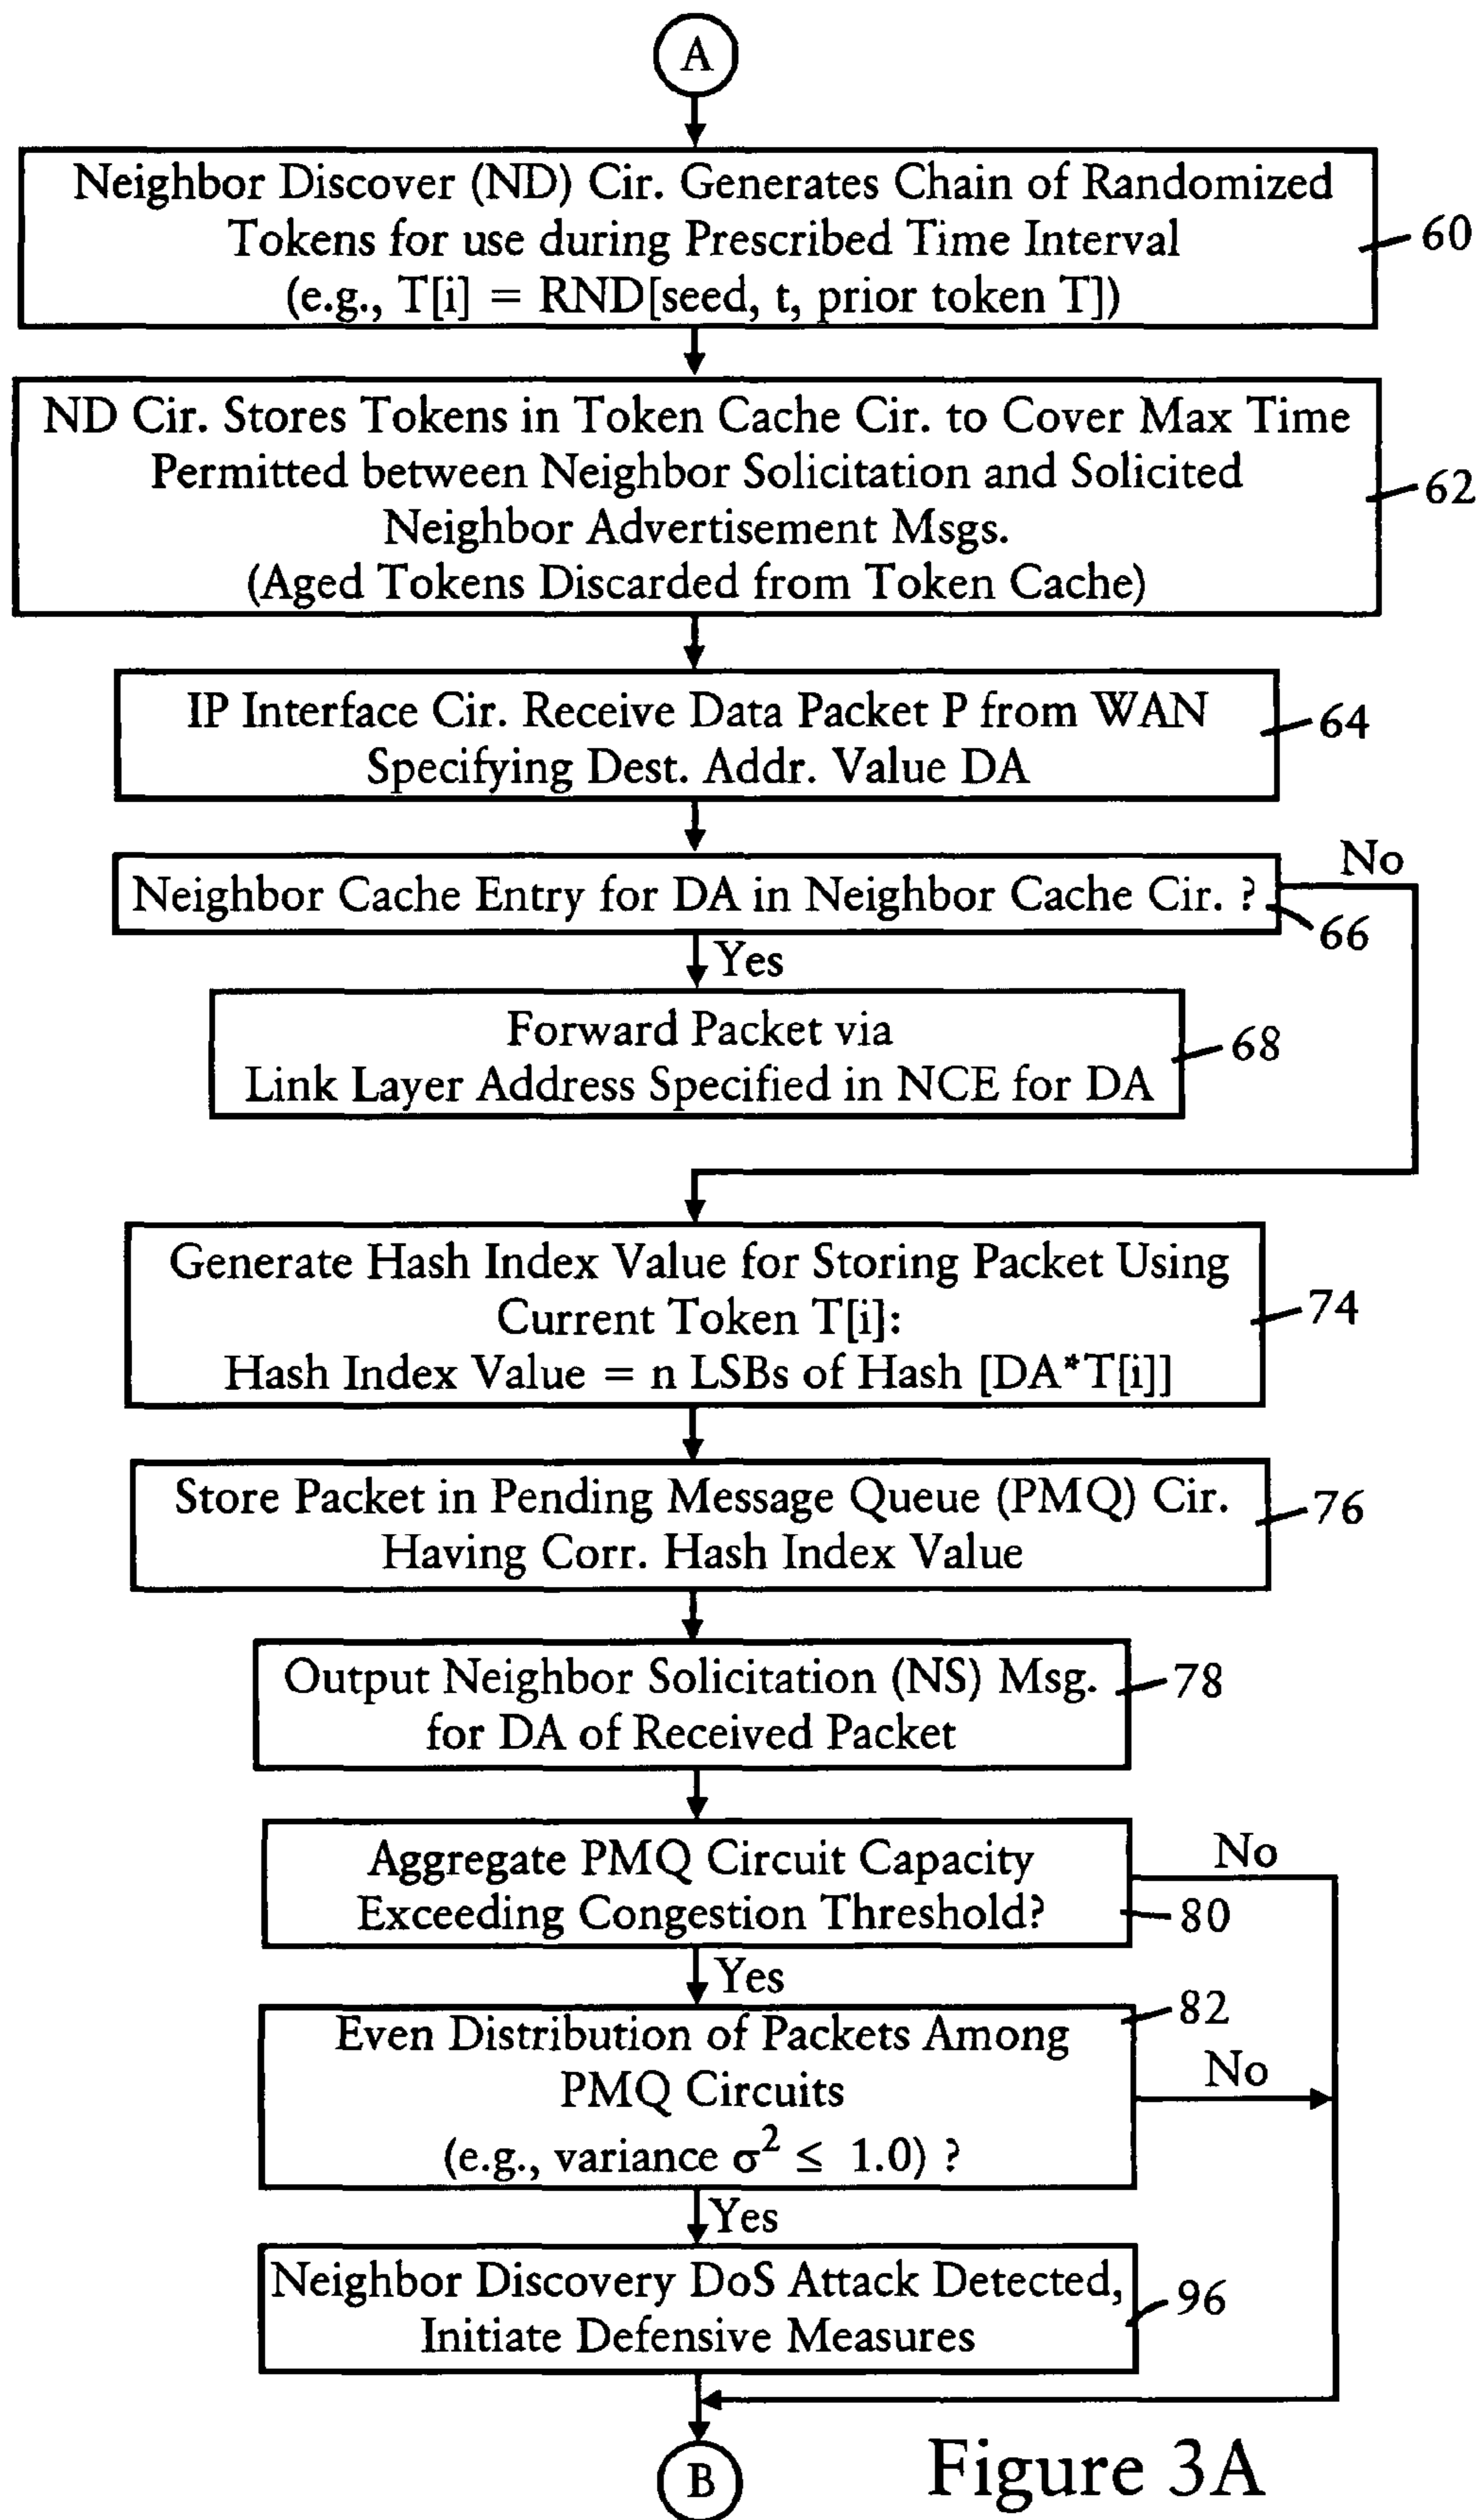 A
Neighbor Discover (ND) Cir. Generates Chain of Randomized
Tokens for use during Prescribed Time Interval
(e.g., T[i] = RND[seed, t, prior token T])
60
ND Cir. Stores Tokens in Token Cache Cir. to Cover Max Time
Permitted between Neighbor Solicitation and Solicited
Neighbor Advertisement Msgs.
(Aged Tokens Discarded from Token Cache)
62
IP Interface Cir. Receive Data Packet P from WAN
Specifying Dest. Addr. Value DA
64
Neighbor Cache Entry for DA in Neighbor Cache Cir. ?
No
66
Yes
Forward Packet via
Link Layer Address Specified in NCE for DA
68
Generate Hash Index Value for Storing Packet Using
Current Token T[i]:
Hash Index Value = n LSBs of Hash [DA*T[i]]
74
Store Packet in Pending Message Queue (PMQ) Cir.
Having Corr. Hash Index Value
76
Output Neighbor Solicitation (NS) Msg.
for DA of Received Packet
78
Aggregate PMQ Circuit Capacity
Exceeding Congestion Threshold?
No
80
Yes
Even Distribution of Packets Among
PMQ Circuits
(e.g., variance σ² ≤ 1.0) ?
82
No
Yes
Neighbor Discovery DoS Attack Detected,
Initiate Defensive Measures
96
B
Figure 3A